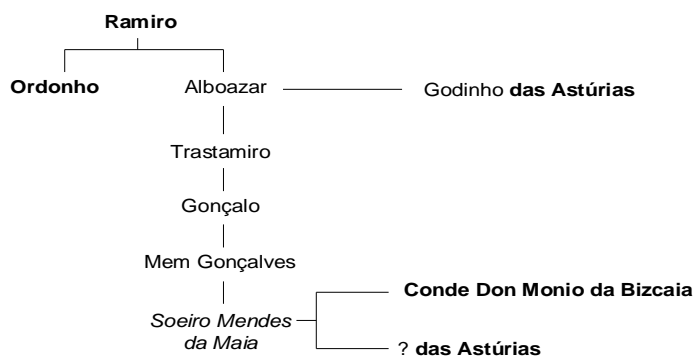 Ramiro
Ordonho
Alboazar
Godinho das Astúrias
Trastamiro
Gonçalo
Mem Gonçalves
Conde Don Monio da Bizcaia
Soeiro Mendes
da Maia
? das Astúrias